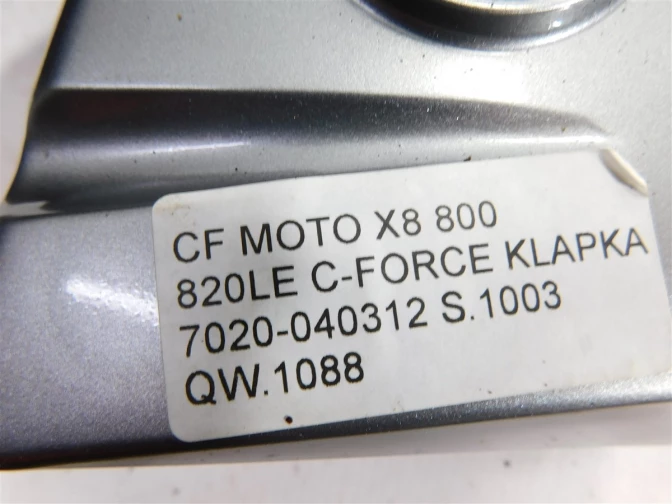 CF MOTO X8 800
820LE C-FORCE KLAPKA
7020-040312 S.1003
QW.1088